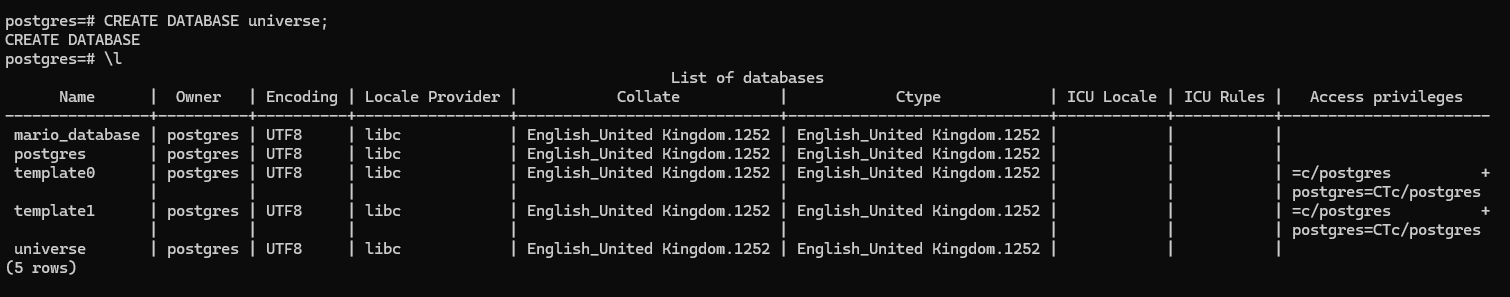 postgres=# CREATE DATABASE universe;
CREATE DATABASE
postgres=# \l
                                                                          List of databases
      Name      |  Owner   | Encoding | Locale Provider |           Collate           |            Ctype            | ICU Locale | ICU Rules |   Access privileges
----------------+----------+----------+-----------------+-----------------------------+-----------------------------+------------+-----------+-----------------------
 mario_database | postgres | UTF8     | libc            | English_United Kingdom.1252 | English_United Kingdom.1252 |            |           |
 postgres       | postgres | UTF8     | libc            | English_United Kingdom.1252 | English_United Kingdom.1252 |            |           |
 template0      | postgres | UTF8     | libc            | English_United Kingdom.1252 | English_United Kingdom.1252 |            |           | =c/postgres          +
                |          |          |                 |                             |                             |            |           | postgres=CTc/postgres
 template1      | postgres | UTF8     | libc            | English_United Kingdom.1252 | English_United Kingdom.1252 |            |           | =c/postgres          +
                |          |          |                 |                             |                             |            |           | postgres=CTc/postgres
 universe       | postgres | UTF8     | libc            | English_United Kingdom.1252 | English_United Kingdom.1252 |            |           |
(5 rows)